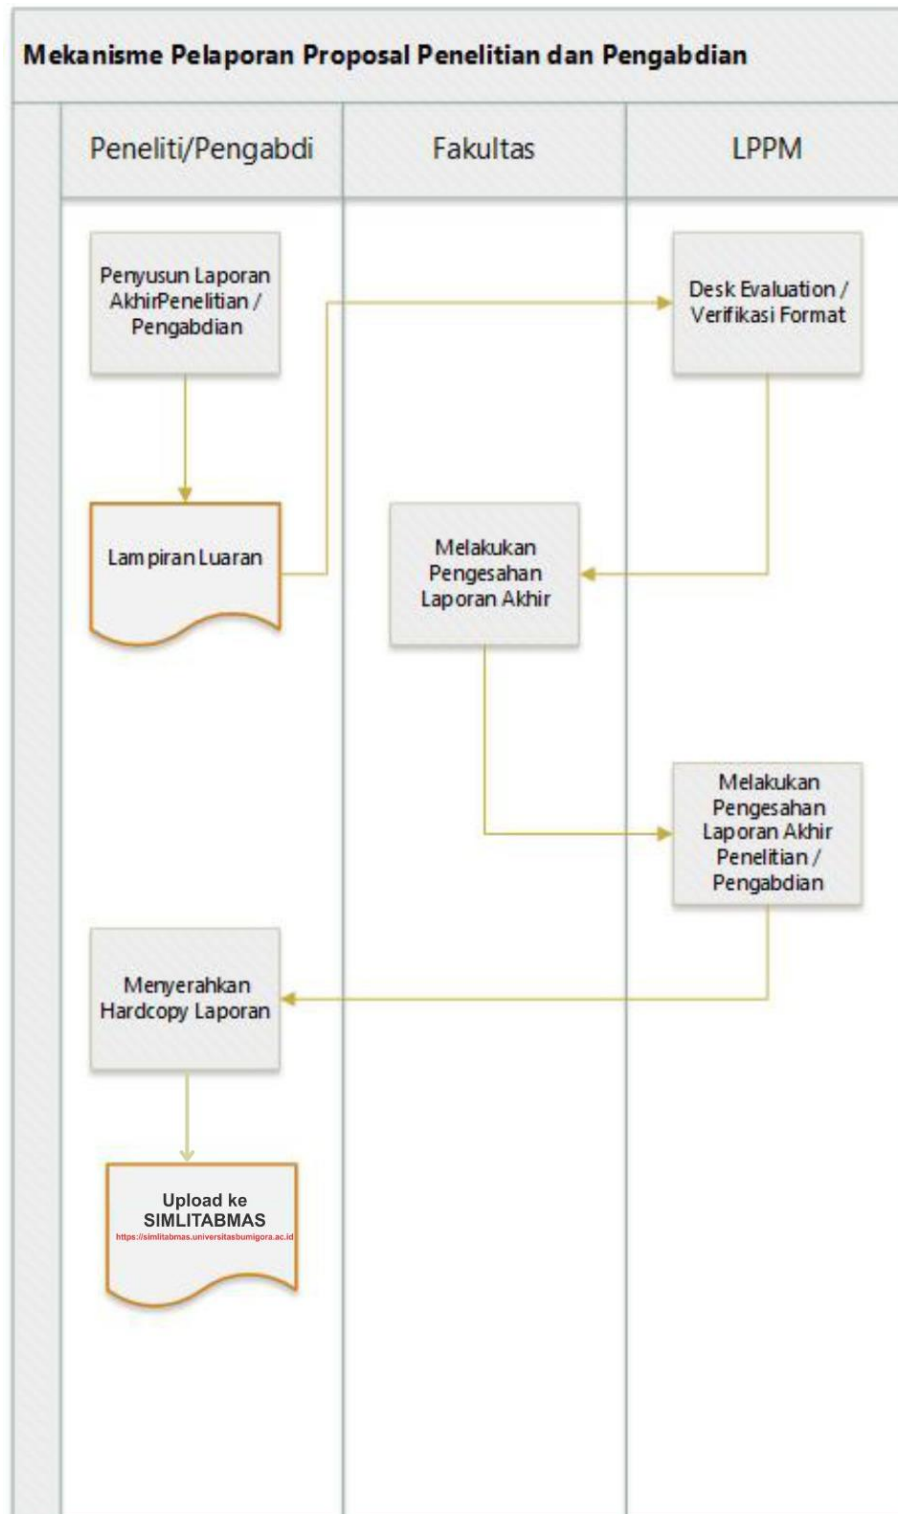 Mekanisme Pelaporan Proposal Penelitian dan Pengabdian
Peneliti/Pengabdi
Fakultas
LPPM
Penyusun Laporan
AkhirPenelitian /
Pengabdian
Desk Evaluation /
Verifikasi Format
Lampiran Luaran
Melakukan
Pengesahan
Laporan Akhir
Melakukan
Pengesahan
Laporan Akhir
Penelitian /
Pengabdian
Menyerahkan
Hardcopy Laporan
Upload ke
SIMLITABMAS
https://simlitabmas.universitasbumigora.ac.id